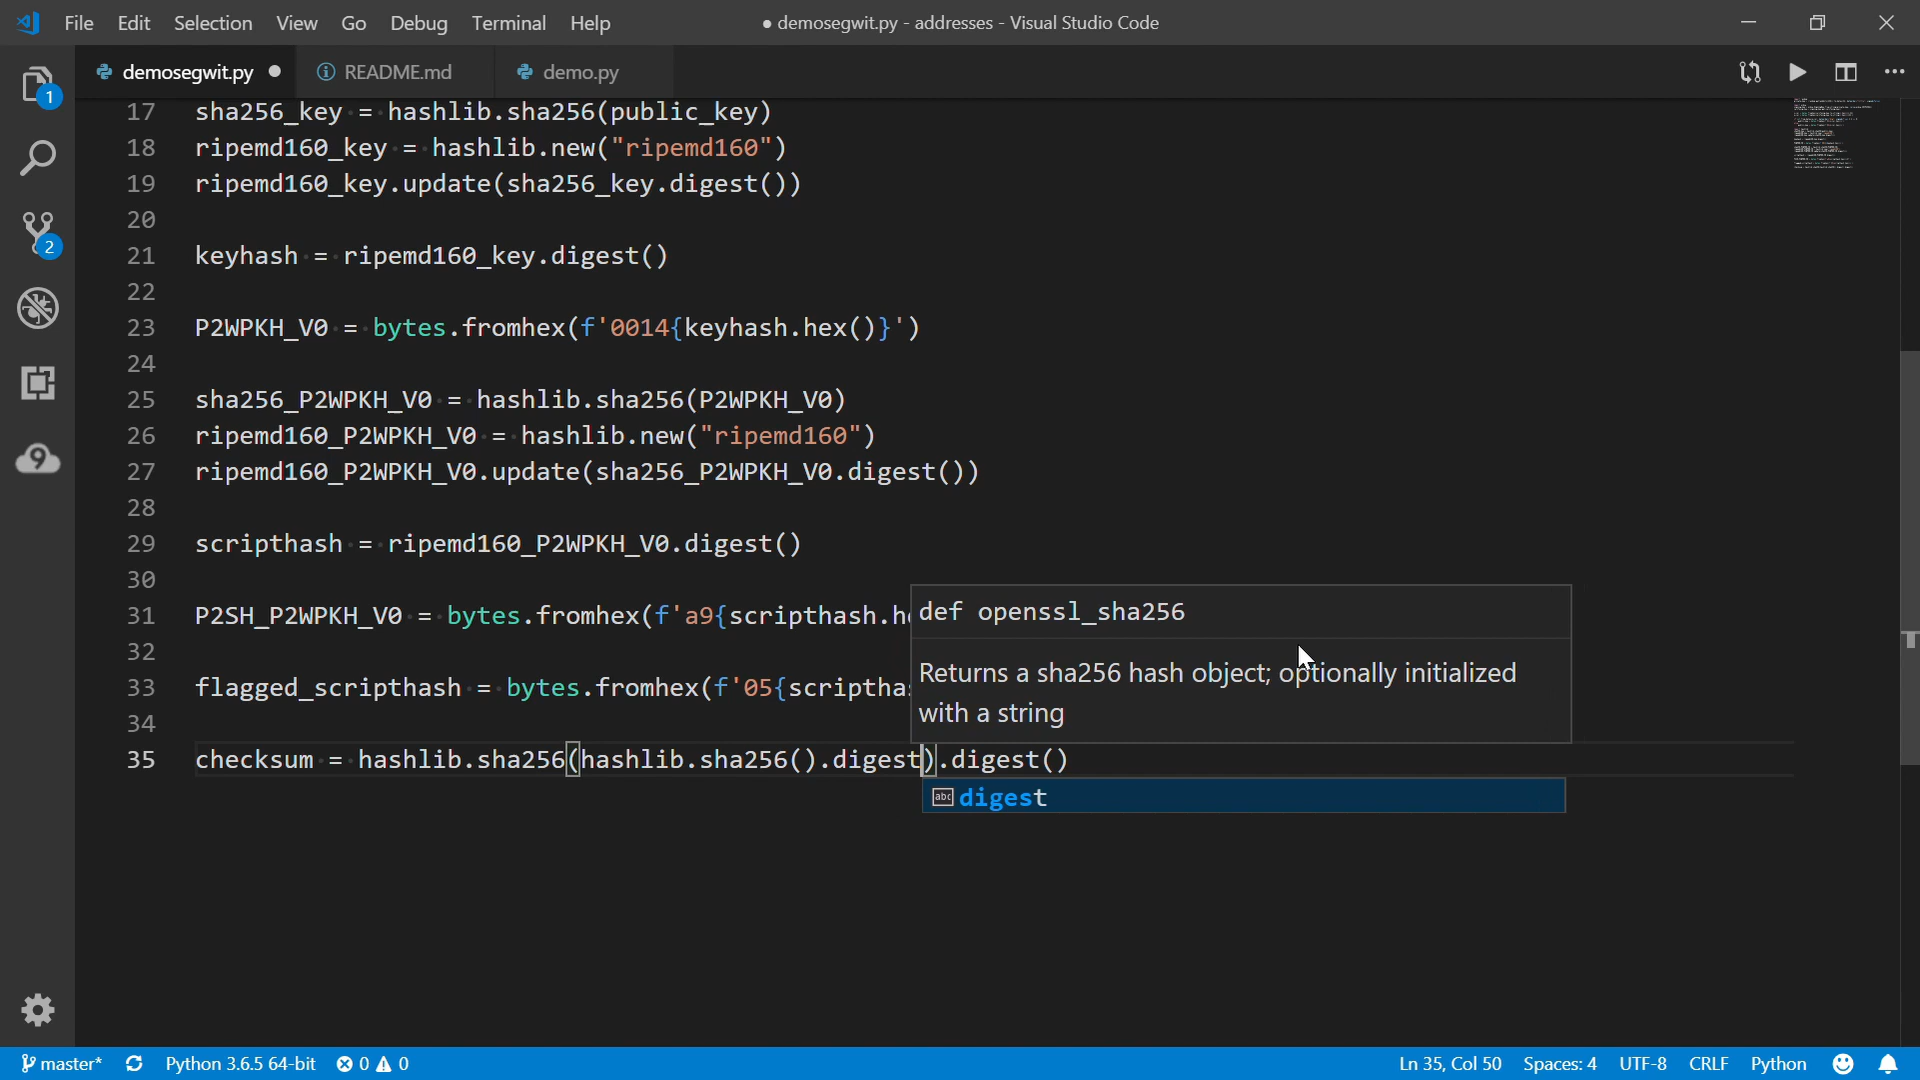 File Edit Selection View Go Debug Terminal Help ● demosegwit.py - addresses - Visual Studio Code
demosegwit.py ● README.md demo.py
1
2
17 sha256_key = hashlib.sha256(public_key)
18 ripemd160_key = hashlib.new("ripemd160")
19 ripemd160_key.update(sha256_key.digest())
20
21 keyhash = ripemd160_key.digest()
22
23 P2WPKH_V0 = bytes.fromhex(f'0014{keyhash.hex()}')
24
25 sha256_P2WPKH_V0 = hashlib.sha256(P2WPKH_V0)
26 ripemd160_P2WPKH_V0 = hashlib.new("ripemd160")
27 ripemd160_P2WPKH_V0.update(sha256_P2WPKH_V0.digest())
28
29 scripthash = ripemd160_P2WPKH_V0.digest()
30
31 P2SH_P2WPKH_V0 = bytes.fromhex(f'a9{scripthash.h
32
33 flagged_scripthash = bytes.fromhex(f'05{scriptha
34
35 checksum = hashlib.sha256(hashlib.sha256().digest).digest()
def openssl_sha256
Returns a sha256 hash object; optionally initialized
with a string
abc digest
9
master* Python 3.6.5 64-bit 0 0 Ln 35, Col 50 Spaces: 4 UTF-8 CRLF Python